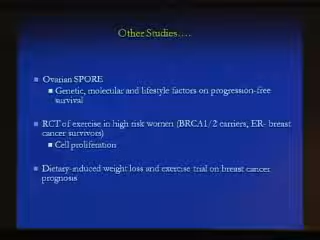 Other Studies….
Ovarian SPORE
Genetic, molecular and lifestyle factors on progression-free
survival
RCT of exercise in high risk women (BRCA1/2 carriers, ER- breast
cancer survivors)
Cell proliferation
Dietary-induced weight loss and exercise trial on breast cancer
prognosis